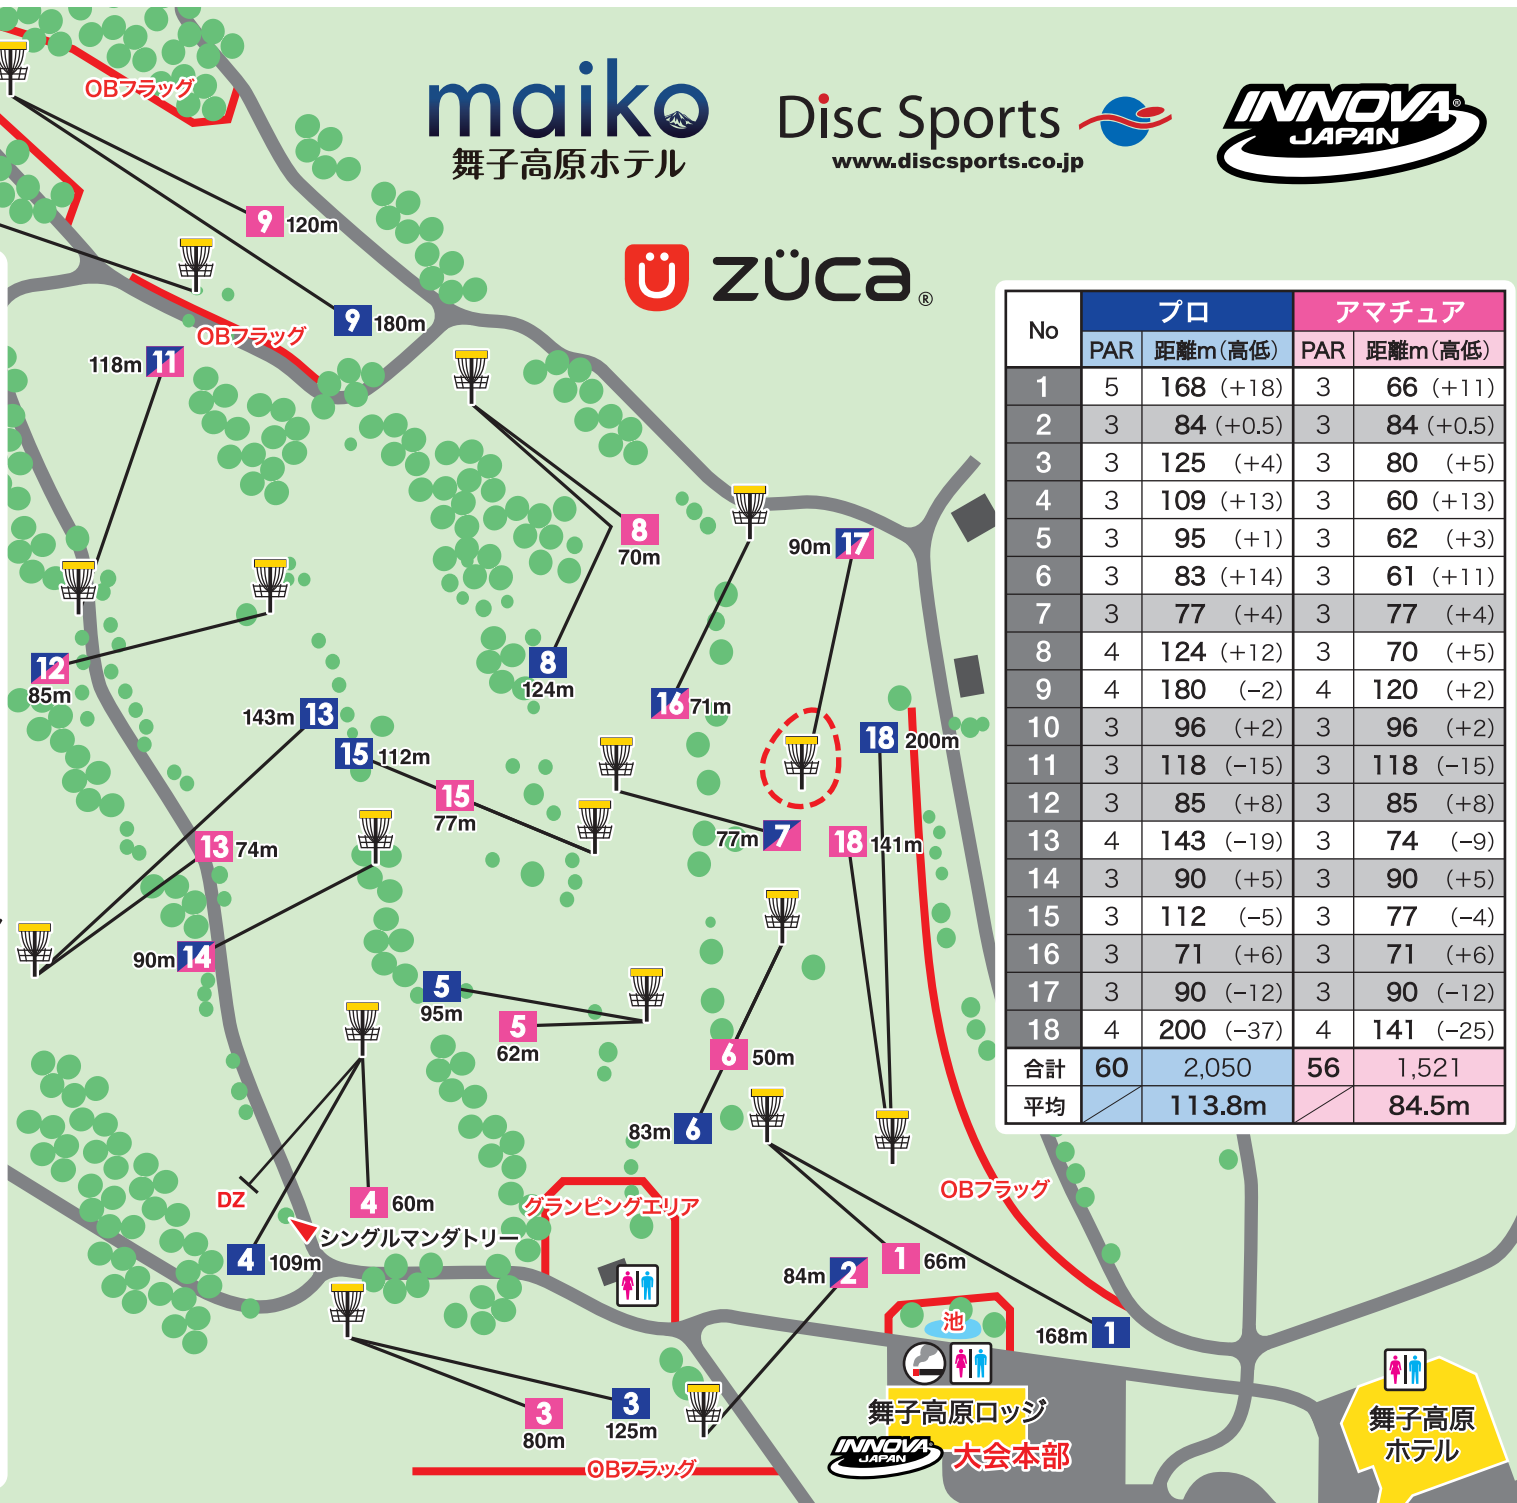 maiko
舞子高原ホテル
Disc Sports
www.discsports.co.jp
INNOVA®
JAPAN
Ü ZÜCA®
OBフラッグ
9 120m
9 180m
OBフラッグ
118m 11
8
70m
8
124m
90m 17
16 71m
12
85m
143m 13
15 112m
15
77m
18 200m
77m 7
18 141m
13 74m
90m 14
5
95m
5
62m
6 50m
83m 6
DZ
4 60m
シングルマンダトリー
4 109m
グランピングエリア
OBフラッグ
84m 2
1 66m
168m 1
池
3
80m
3
125m
OBフラッグ
舞子高原ロッジ
INNOVA
JAPAN
大会本部
舞子高原
ホテル
No プロ アマチュア
PAR 距離m(高低) PAR 距離m(高低)
1 5 168 (+18) 3 66 (+11)
2 3 84 (+0.5) 3 84 (+0.5)
3 3 125 (+4) 3 80 (+5)
4 3 109 (+13) 3 60 (+13)
5 3 95 (+1) 3 62 (+3)
6 3 83 (+14) 3 61 (+11)
7 3 77 (+4) 3 77 (+4)
8 4 124 (+12) 3 70 (+5)
9 4 180 (−2) 4 120 (+2)
10 3 96 (+2) 3 96 (+2)
11 3 118 (−15) 3 118 (−15)
12 3 85 (+8) 3 85 (+8)
13 4 143 (−19) 3 74 (−9)
14 3 90 (+5) 3 90 (+5)
15 3 112 (−5) 3 77 (−4)
16 3 71 (+6) 3 71 (+6)
17 3 90 (−12) 3 90 (−12)
18 4 200 (−37) 4 141 (−25)
合計 60 2,050 56 1,521
平均 113.8m 84.5m